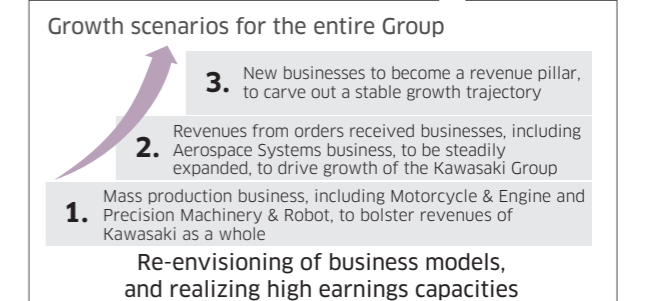 Growth scenarios for the entire Group
3. New businesses to become a revenue pillar,
to carve out a stable growth trajectory
2. Revenues from orders received businesses, including
Aerospace Systems business, to be steadily
expanded, to drive growth of the Kawasaki Group
1. Mass production business, including Motorcycle & Engine and
Precision Machinery & Robot, to bolster revenues of
Kawasaki as a whole
Re-envisioning of business models,
and realizing high earnings capacities